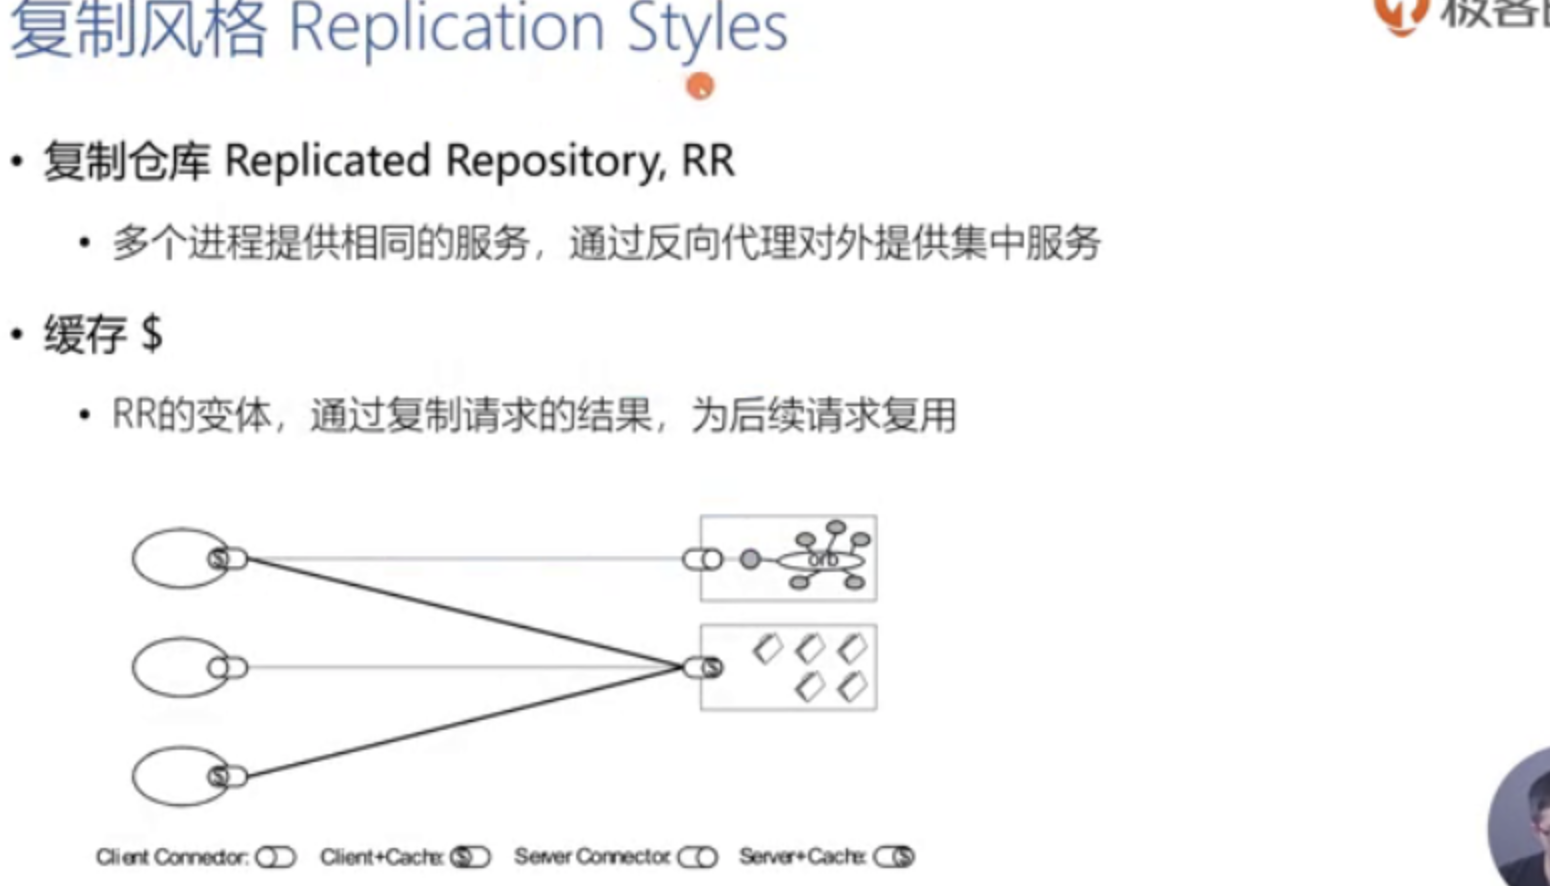 复制风格 Replication Styles
• 复制仓库 Replicated Repository, RR
• 多个进程提供相同的服务，通过反向代理对外提供集中服务
• 缓存 $
• RR的变体，通过复制请求的结果，为后续请求复用
$
orb
$
$
Client Connector: Client+Cache: $ Server Connector: Server+Cache: $
极客